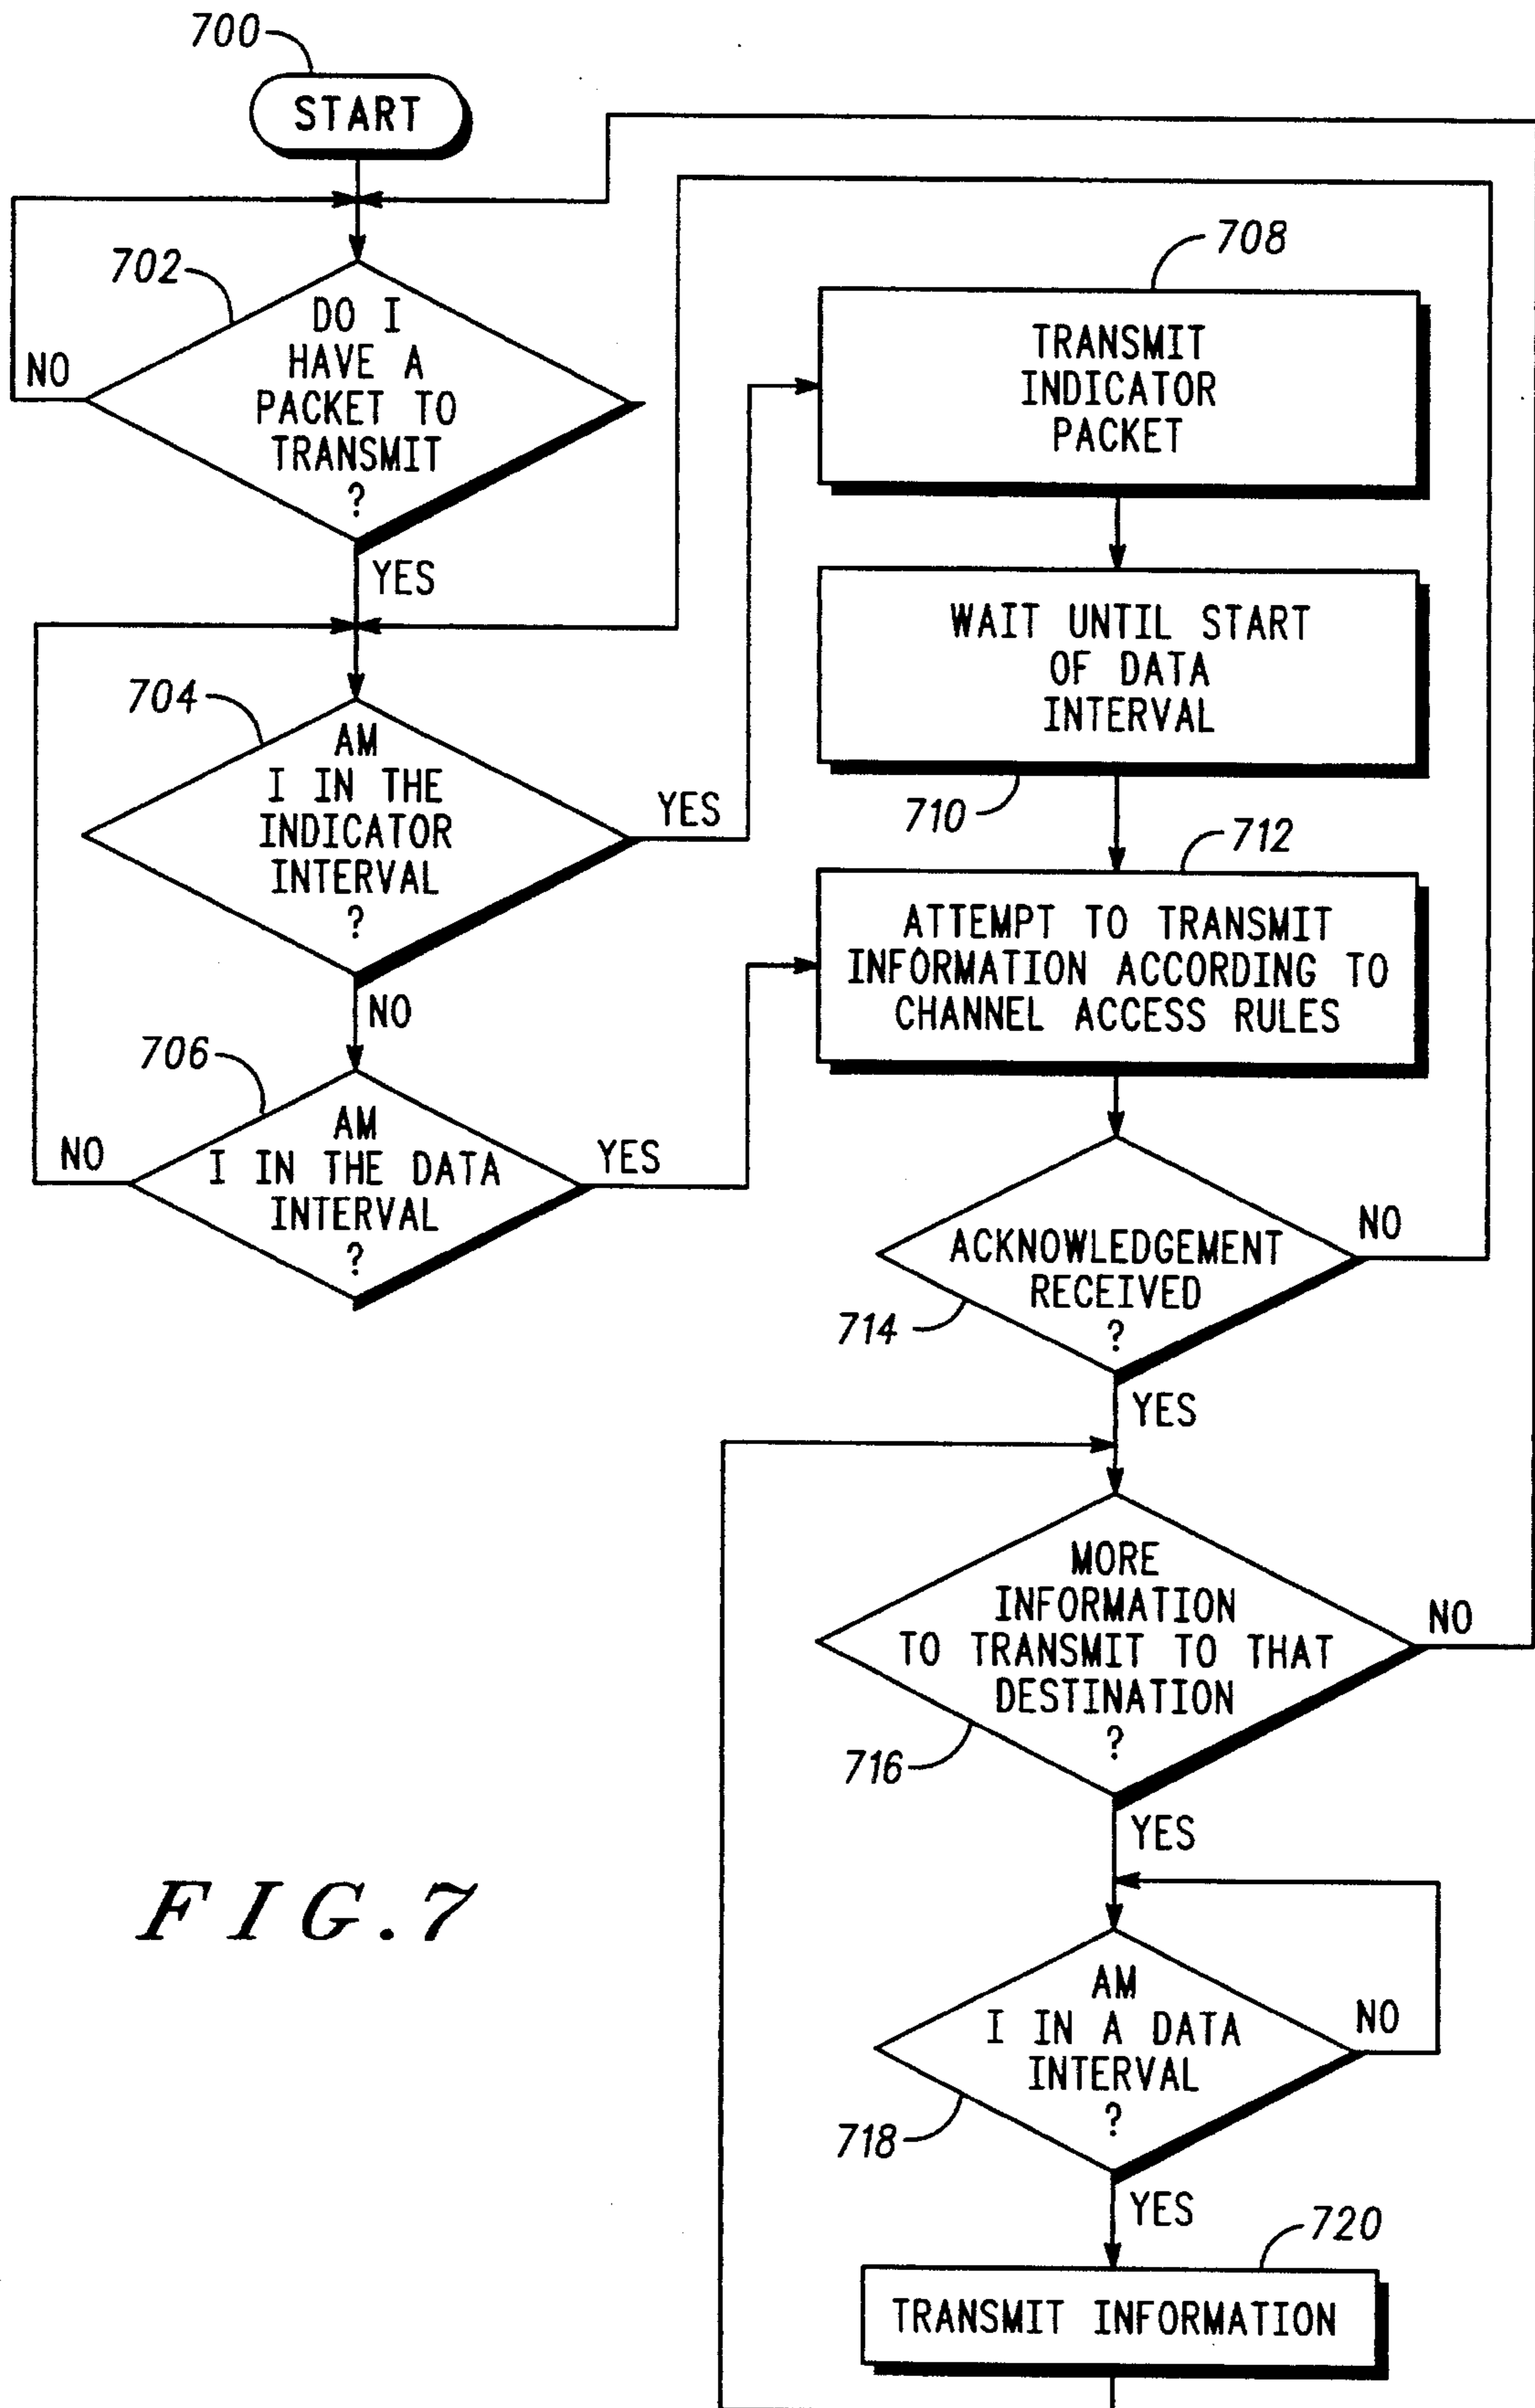 700
START
702
DO I
HAVE A
PACKET TO
TRANSMIT
?
NO
YES
704
AM
I IN THE
INDICATOR
INTERVAL
?
YES
NO
706
AM
I IN THE DATA
INTERVAL
?
NO
YES
708
TRANSMIT
INDICATOR
PACKET
WAIT UNTIL START
OF DATA
INTERVAL
710
712
ATTEMPT TO TRANSMIT
INFORMATION ACCORDING TO
CHANNEL ACCESS RULES
ACKNOWLEDGEMENT
RECEIVED
?
714
NO
YES
MORE
INFORMATION
TO TRANSMIT TO THAT
DESTINATION
?
716
NO
YES
AM
I IN A DATA
INTERVAL
?
718
NO
YES
720
TRANSMIT INFORMATION
FIG.7